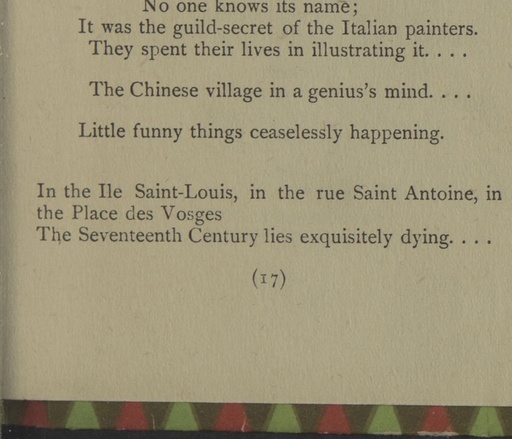 No one knows its name;
It was the guild-secret of the Italian painters.
They spent their lives in illustrating it. . . .
The Chinese village in a genius's mind. . . .
Little funny things ceaselessly happening.
In the Ile Saint-Louis, in the rue Saint Antoine, in
the Place des Vosges
The Seventeenth Century lies exquisitely dying. . . .
(17)